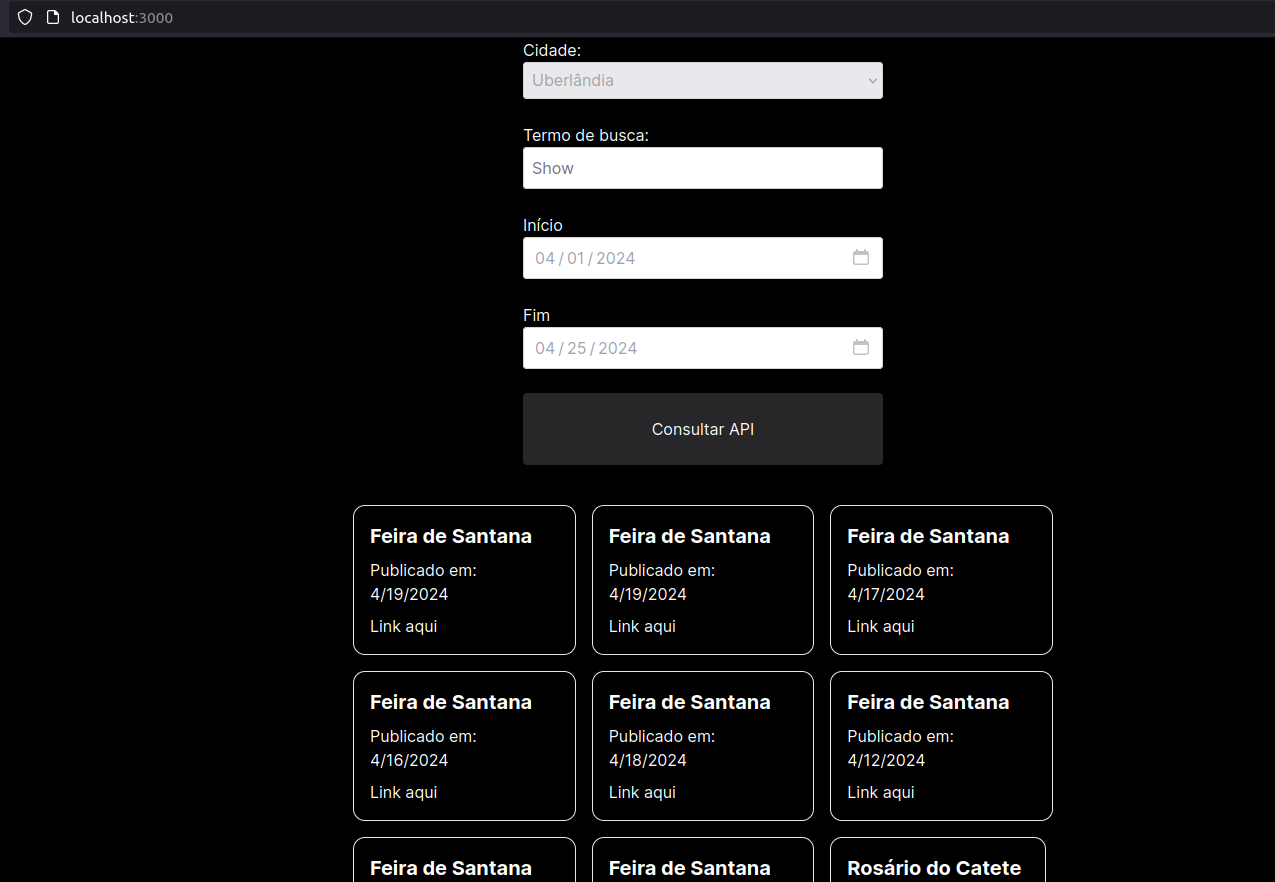 localhost:3000
Cidade:
Uberlândia
Termo de busca:
Show
Início
04/01/2024
Fim
04/25/2024
Consultar API
Feira de Santana
Publicado em:
4/19/2024
Link aqui
Feira de Santana
Publicado em:
4/19/2024
Link aqui
Feira de Santana
Publicado em:
4/17/2024
Link aqui
Feira de Santana
Publicado em:
4/16/2024
Link aqui
Feira de Santana
Publicado em:
4/18/2024
Link aqui
Feira de Santana
Publicado em:
4/12/2024
Link aqui
Feira de Santana
Feira de Santana
Rosário do Catete